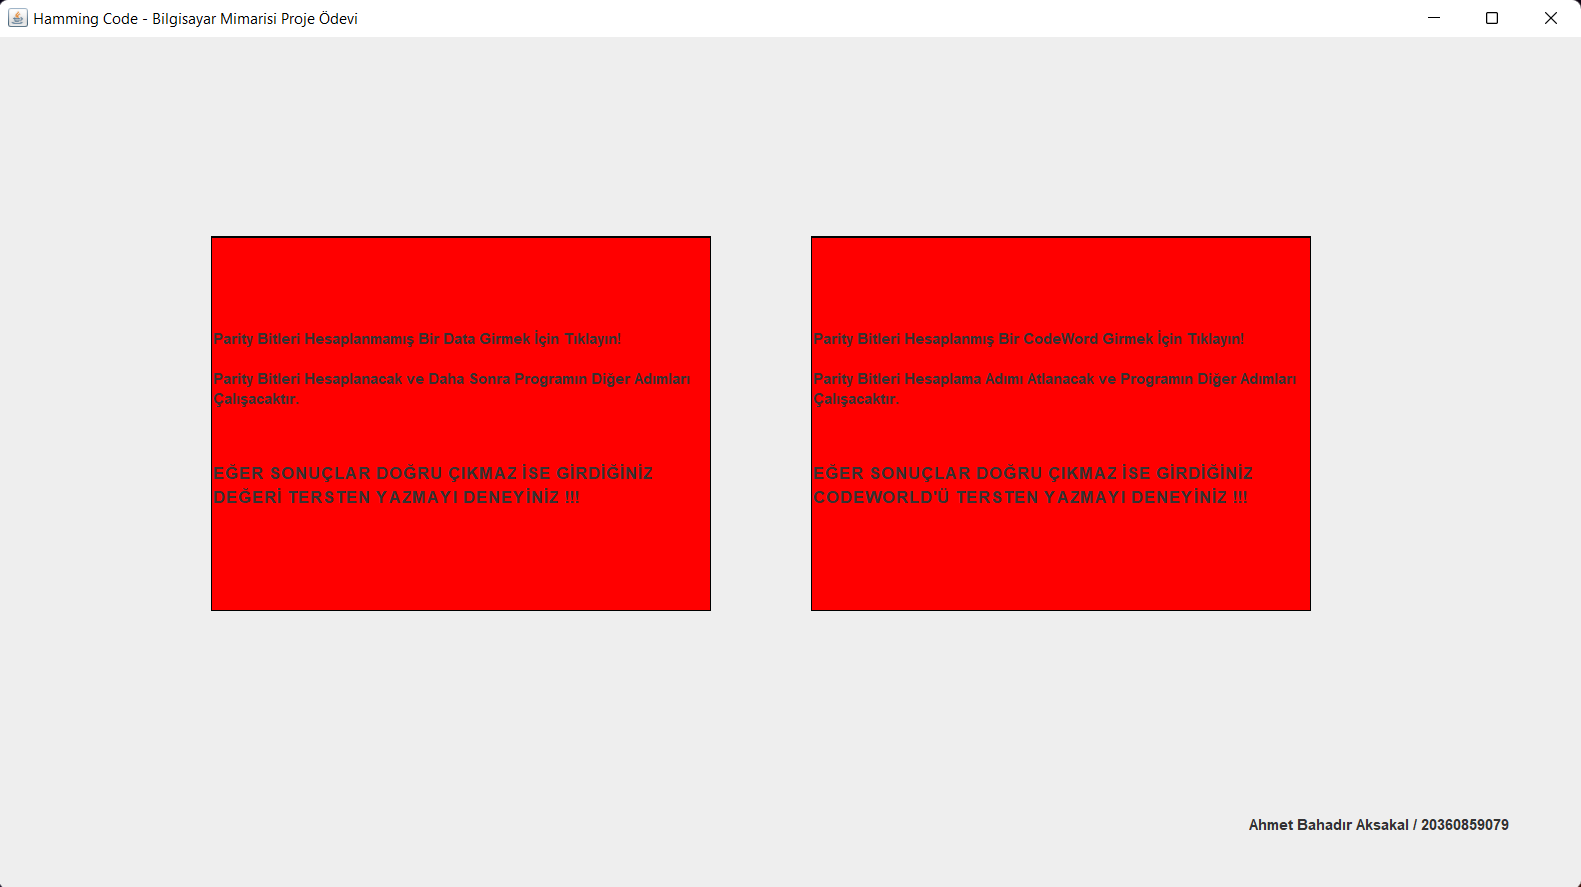 Hamming Code - Bilgisayar Mimarisi Proje Ödevi
Parity Bitleri Hesaplanmamış Bir Data Girmek İçin Tıklayın!
Parity Bitleri Hesaplanacak ve Daha Sonra Programın Diğer Adımları
Çalışacaktır.
EĞER SONUÇLAR DOĞRU ÇIKMAZ İSE GİRDİĞİNİZ
DEĞERİ TERSTEN YAZMAYI DENEYİNİZ !!!
Parity Bitleri Hesaplanmış Bir CodeWord Girmek İçin Tıklayın!
Parity Bitleri Hesaplama Adımı Atlanacak ve Programın Diğer Adımları
Çalışacaktır.
EĞER SONUÇLAR DOĞRU ÇIKMAZ İSE GİRDİĞİNİZ
CODEWORLD'Ü TERSTEN YAZMAYI DENEYİNİZ !!!
Ahmet Bahadır Aksakal / 20360859079